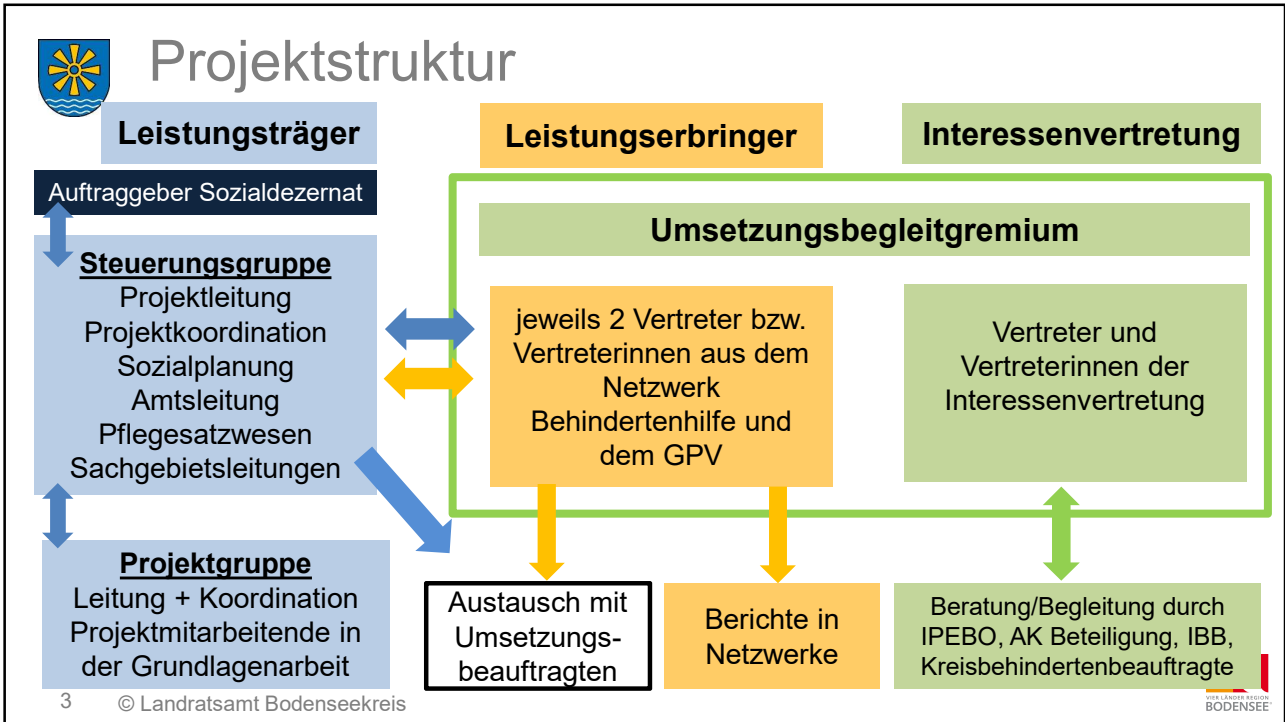 Projektstruktur
Leistungsträger
Auftraggeber Sozialdezernat
Steuerungsgruppe
Projektleitung
Projektkoordination
Sozialplanung
Amtsleitung
Pflegesatzwesen
Sachgebietsleitungen
Projektgruppe
Leitung + Koordination
Projektmitarbeitende in
der Grundlagenarbeit
Leistungserbringer
Interessenvertretung
Umsetzungsbegleitgremium
jeweils 2 Vertreter bzw.
Vertreterinnen aus dem
Netzwerk
Behindertenhilfe und
dem GPV
Vertreter und
Vertreterinnen der
Interessenvertretung
Austausch mit
Umsetzungs-
beauftragten
Berichte in
Netzwerke
Beratung/Begleitung durch
IPEBO, AK Beteiligung, IBB,
Kreisbehindertenbeauftragte
3 © Landratsamt Bodenseekreis
VIER LÄNDER REGION
BODENSEE